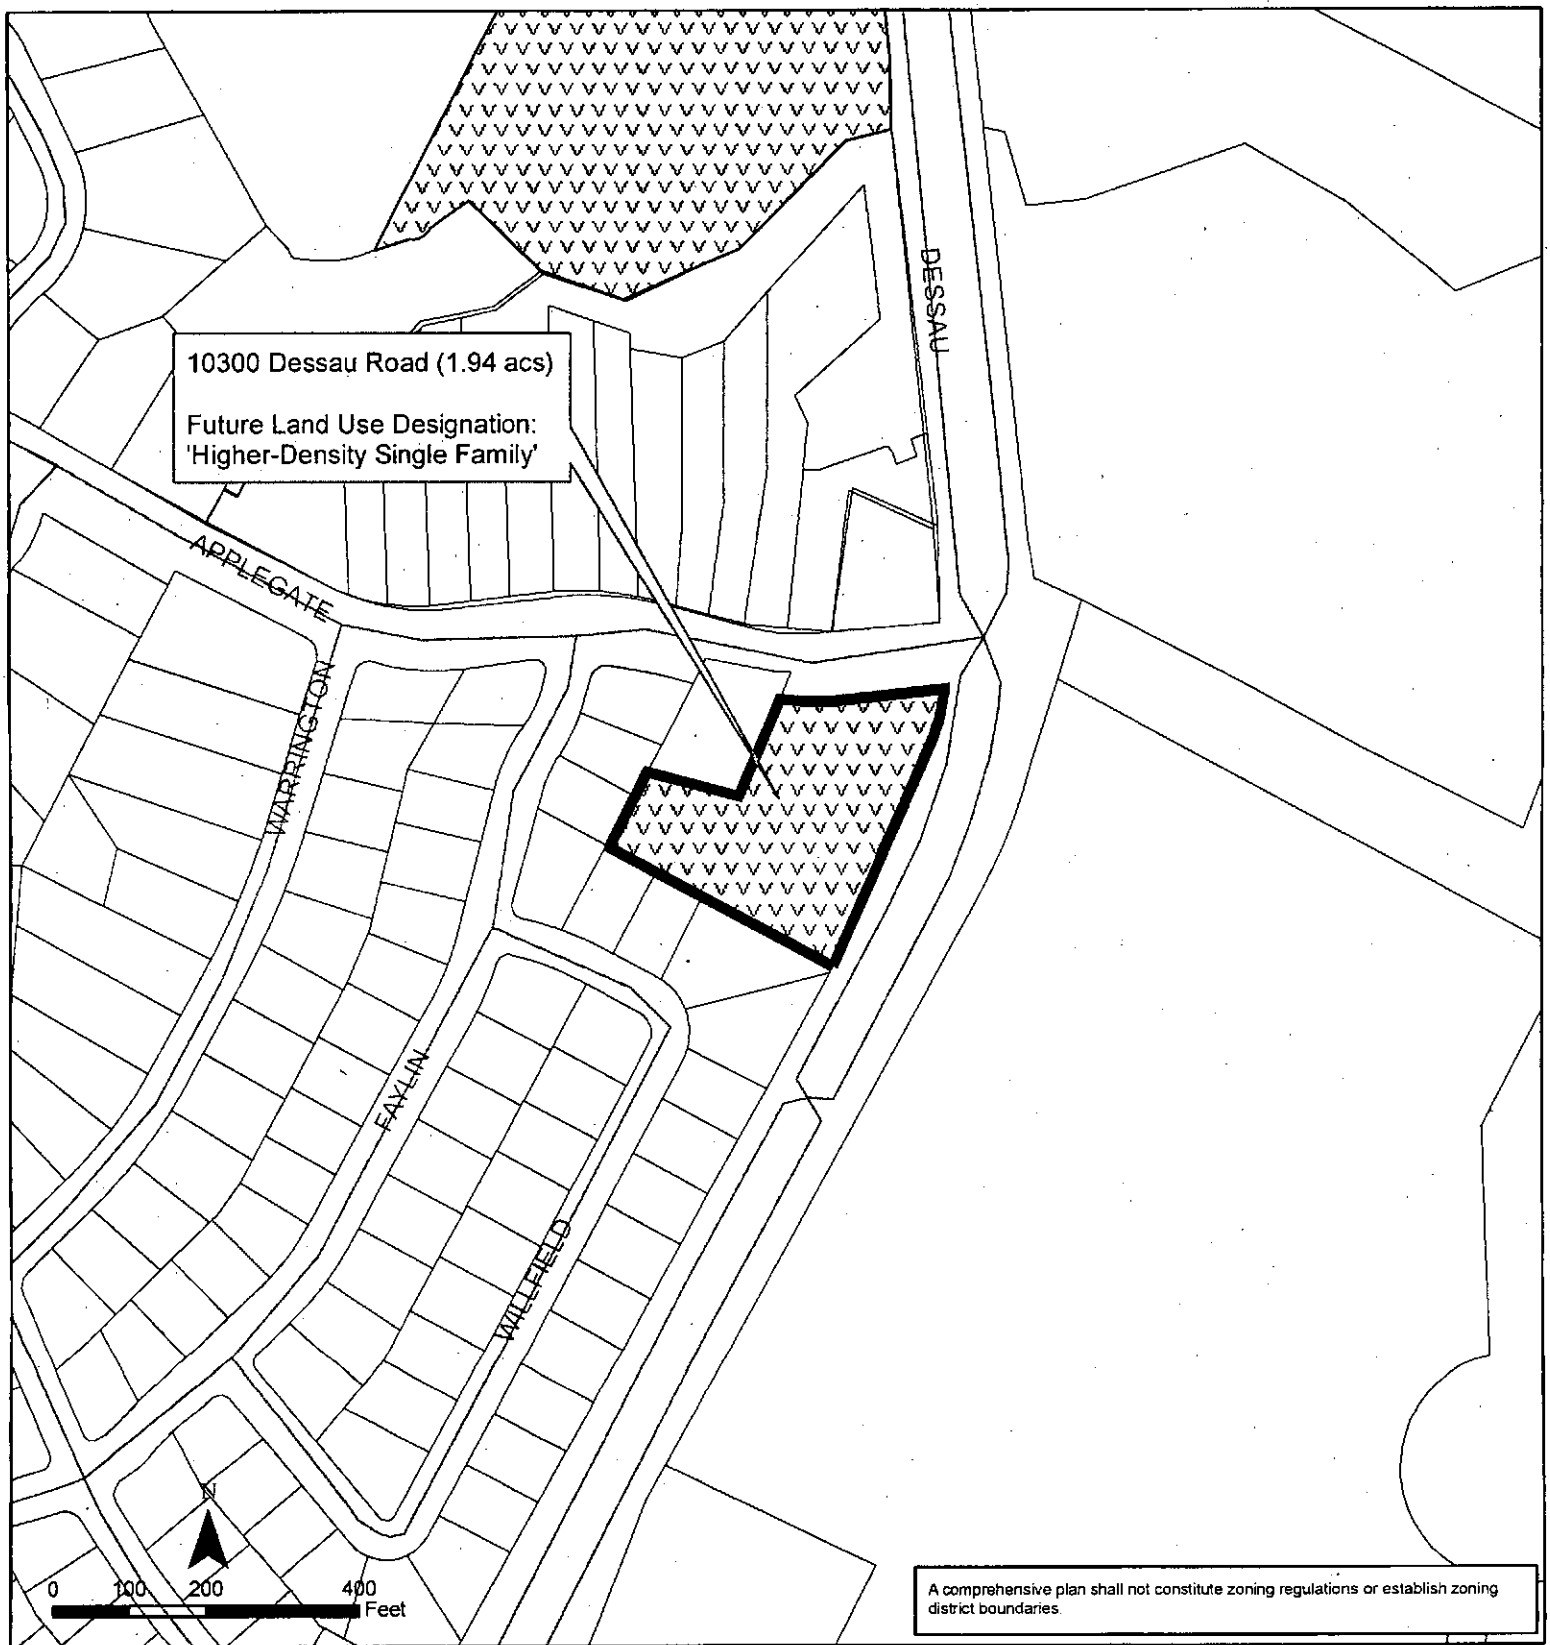 DESSAU
10300 Dessau Road (1.94 acs)
Future Land Use Designation:
'Higher-Density Single Family'
APPLEGATE
WARRINGTON
FAYLIN
WILLFIELD
N
0 100 200 400
Feet
A comprehensive plan shall not constitute zoning regulations or establish zoning
district boundaries.